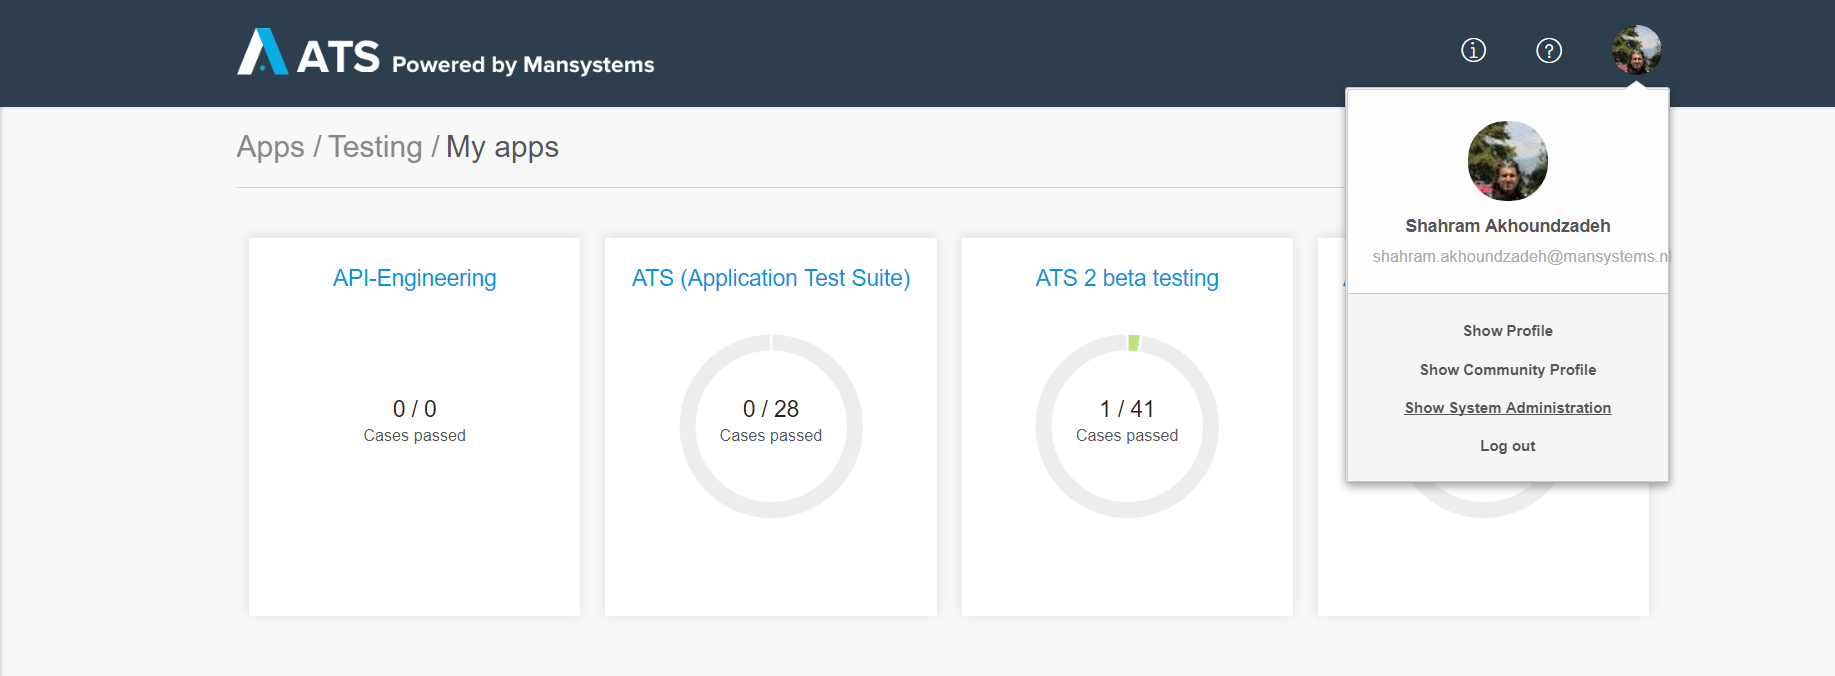 ATS Powered by Mansystems
Apps / Testing / My apps
Shahram Akhoundzadeh
shahram.akhoundzadeh@mansystems.nl
Show Profile
Show Community Profile
Show System Administration
Log out
API-Engineering
0 / 0
Cases passed
ATS (Application Test Suite)
0 / 28
Cases passed
ATS 2 beta testing
1 / 41
Cases passed